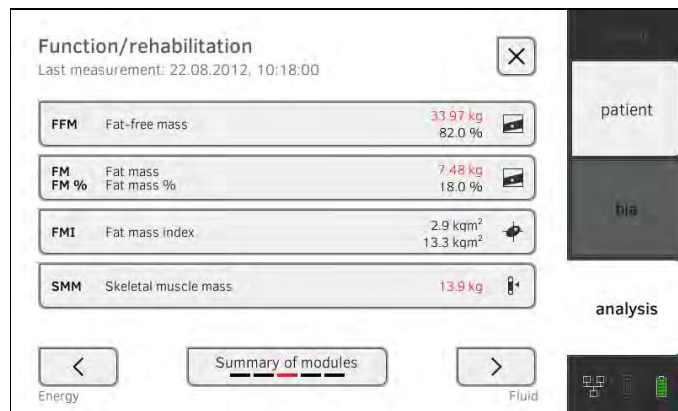 Function/rehabilitation
Last measurement: 22.08.2012, 10:18:00
FFM Fat-free mass 33.97 kg
82.0 %
FM Fat mass 7.48 kg
FM % Fat mass % 18.0 %
FMI Fat mass index 2.9 kqm²
13.3 kqm²
SMM Skeletal muscle mass 13.9 kg
Summary of modules
Energy
Fluid
patient
bia
analysis